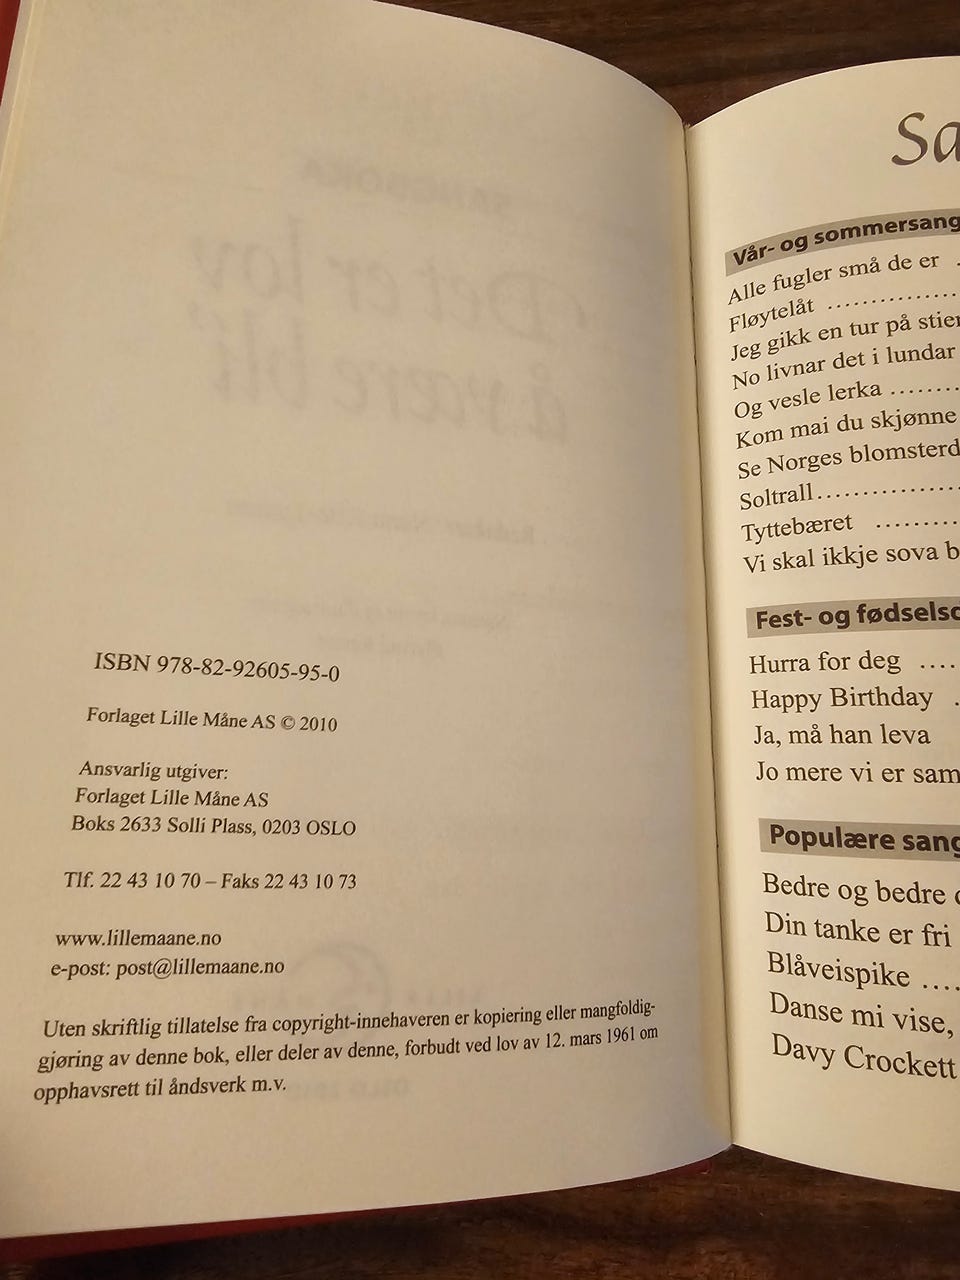 ISBN 978-82-92605-95-0
Forlaget Lille Måne AS © 2010
Ansvarlig utgiver:
Forlaget Lille Måne AS
Boks 2633 Solli Plass, 0203 OSLO
Tlf. 22 43 10 70 – Faks 22 43 10 73
www.lillemaane.no
e-post: post@lillemaane.no
Uten skriftlig tillatelse fra copyright-innehaveren er kopiering eller mangfoldig-
gjøring av denne bok, eller deler av denne, forbudt ved lov av 12. mars 1961 om
opphavsrett til åndsverk m.v.
Sa
Vår- og sommersang
Alle fugler små de er .
Fløytelåt ..............
Jeg gikk en tur på stien
No livnar det i lundar
Og vesle lerka ........
Kom mai du skjønne
Se Norges blomsterd
Soltrall ...............
Tyttebæret .........
Vi skal ikkje sova b
Fest- og fødselsd
Hurra for deg ....
Happy Birthday .
Ja, må han leva
Jo mere vi er sam
Populære sang
Bedre og bedre d
Din tanke er fri
Blåveispike ....
Danse mi vise,
Davy Crockett